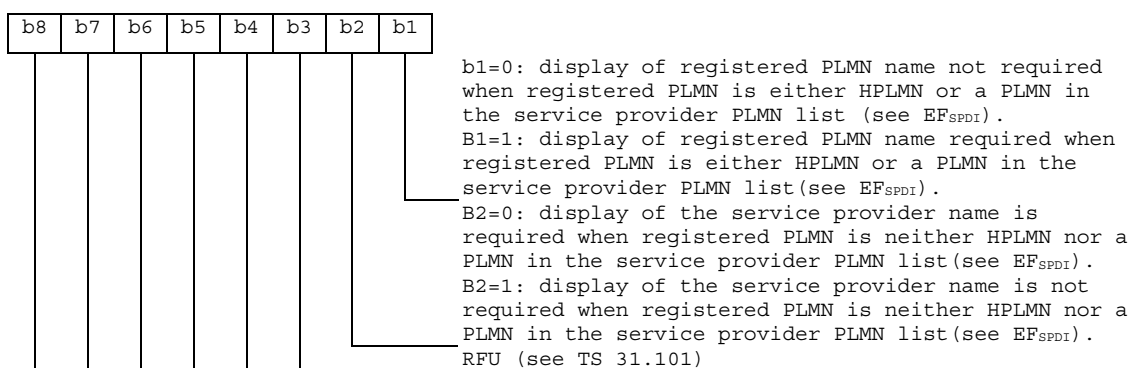 b8 b7 b6 b5 b4 b3 b2 b1
b1=0: display of registered PLMN name not required
when registered PLMN is either HPLMN or a PLMN in
the service provider PLMN list (see EFSPDI).
B1=1: display of registered PLMN name required when
registered PLMN is either HPLMN or a PLMN in the
service provider PLMN list(see EFSPDI).
B2=0: display of the service provider name is
required when registered PLMN is neither HPLMN nor a
PLMN in the service provider PLMN list(see EFSPDI).
B2=1: display of the service provider name is not
required when registered PLMN is neither HPLMN nor a
PLMN in the service provider PLMN list(see EFSPDI).
RFU (see TS 31.101)